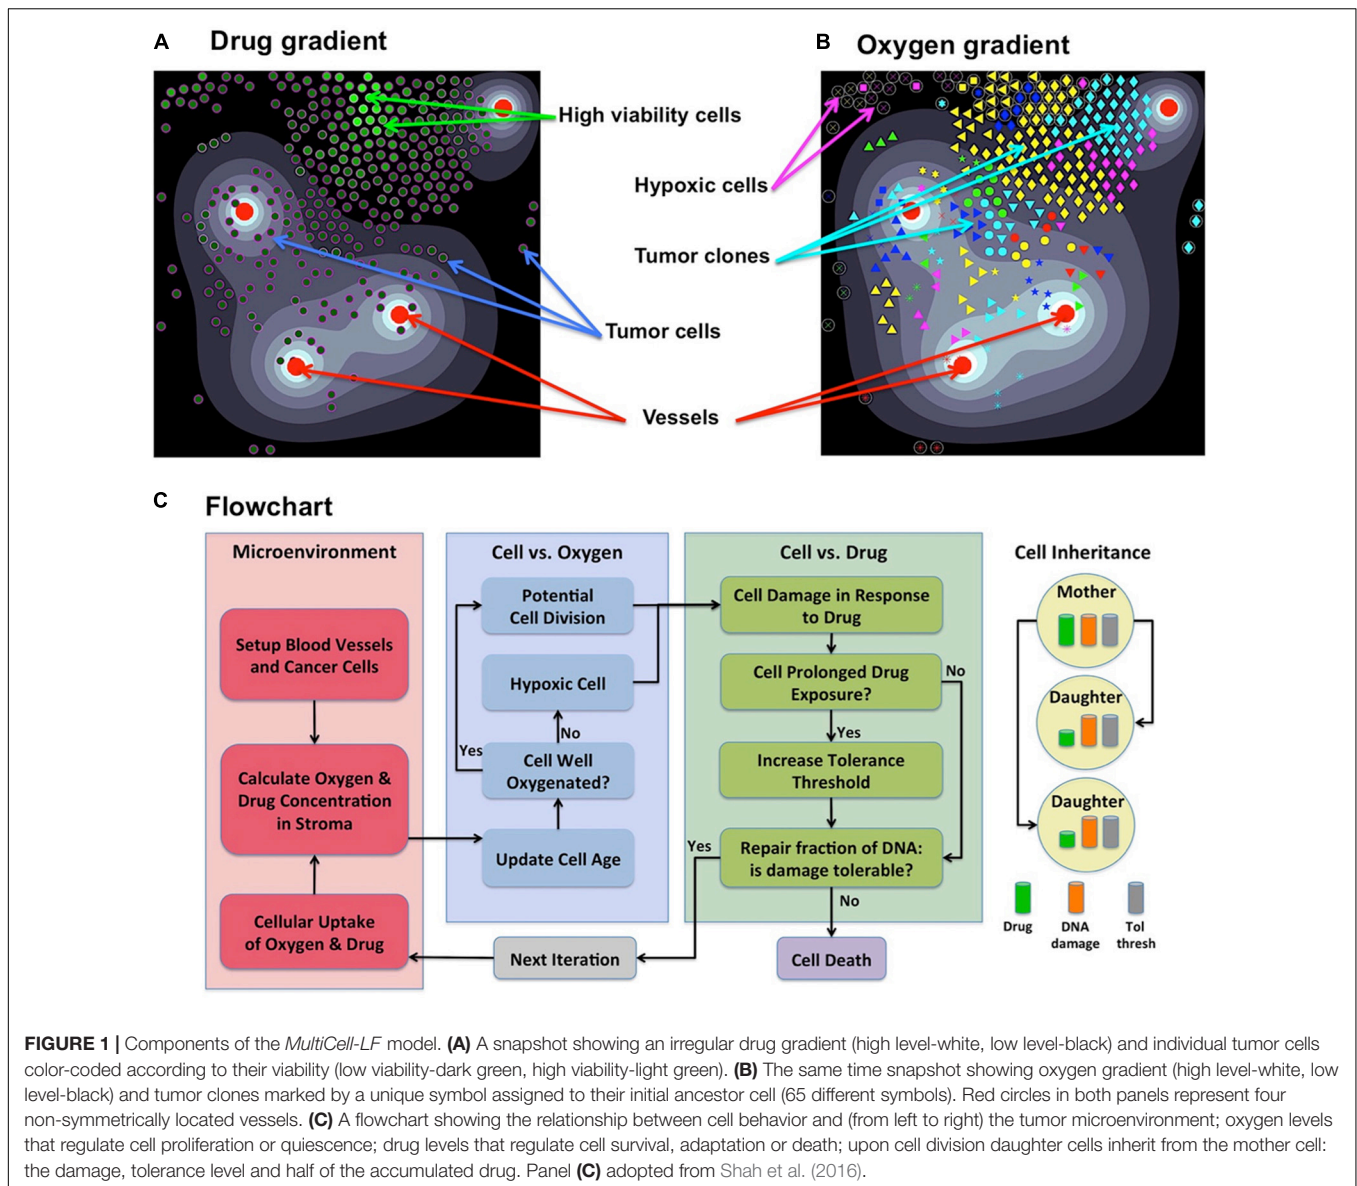 A
Drug gradient
B
Oxygen gradient
High viability cells
Hypoxic cells
Tumor clones
Tumor cells
Vessels
C
Flowchart
Microenvironment
Setup Blood Vessels
and Cancer Cells
Calculate Oxygen &
Drug Concentration
in Stroma
Cellular Uptake
of Oxygen & Drug
Cell vs. Oxygen
Potential
Cell Division
Hypoxic Cell
No
Yes
Cell Well
Oxygenated?
Update Cell Age
Next Iteration
Cell vs. Drug
Cell Damage in Response
to Drug
Cell Prolonged Drug
Exposure?
No
Yes
Increase Tolerance
Threshold
Yes
Repair fraction of DNA:
is damage tolerable?
No
Cell Death
Cell Inheritance
Mother
Daughter
Daughter
Drug
DNA
damage
Tol
thresh
FIGURE 1 | Components of the MultiCell-LF model. (A) A snapshot showing an irregular drug gradient (high level-white, low level-black) and individual tumor cells
color-coded according to their viability (low viability-dark green, high viability-light green). (B) The same time snapshot showing oxygen gradient (high level-white, low
level-black) and tumor clones marked by a unique symbol assigned to their initial ancestor cell (65 different symbols). Red circles in both panels represent four
non-symmetrically located vessels. (C) A flowchart showing the relationship between cell behavior and (from left to right) the tumor microenvironment; oxygen levels
that regulate cell proliferation or quiescence; drug levels that regulate cell survival, adaptation or death; upon cell division daughter cells inherit from the mother cell:
the damage, tolerance level and half of the accumulated drug. Panel (C) adopted from Shah et al. (2016).